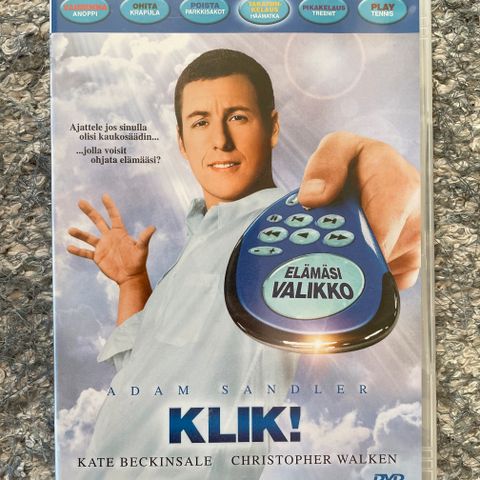 VAIMENNA
ANOPPI
OHITA
KRAPULA
POISTA
PARKKISAKOT
TAKAISIN-
KELAUS
HÄÄMATKA
PIKAKELAUS
TREENIT
PLAY
TENNIS
Ajattele jos sinulla
olisi kaukosäädin...
...jolla voisit
ohjata elämääsi?
ELÄMÄSI
VALIKKO
ADAM SANDLER
KLIK!
KATE BECKINSALE CHRISTOPHER WALKEN
DVD